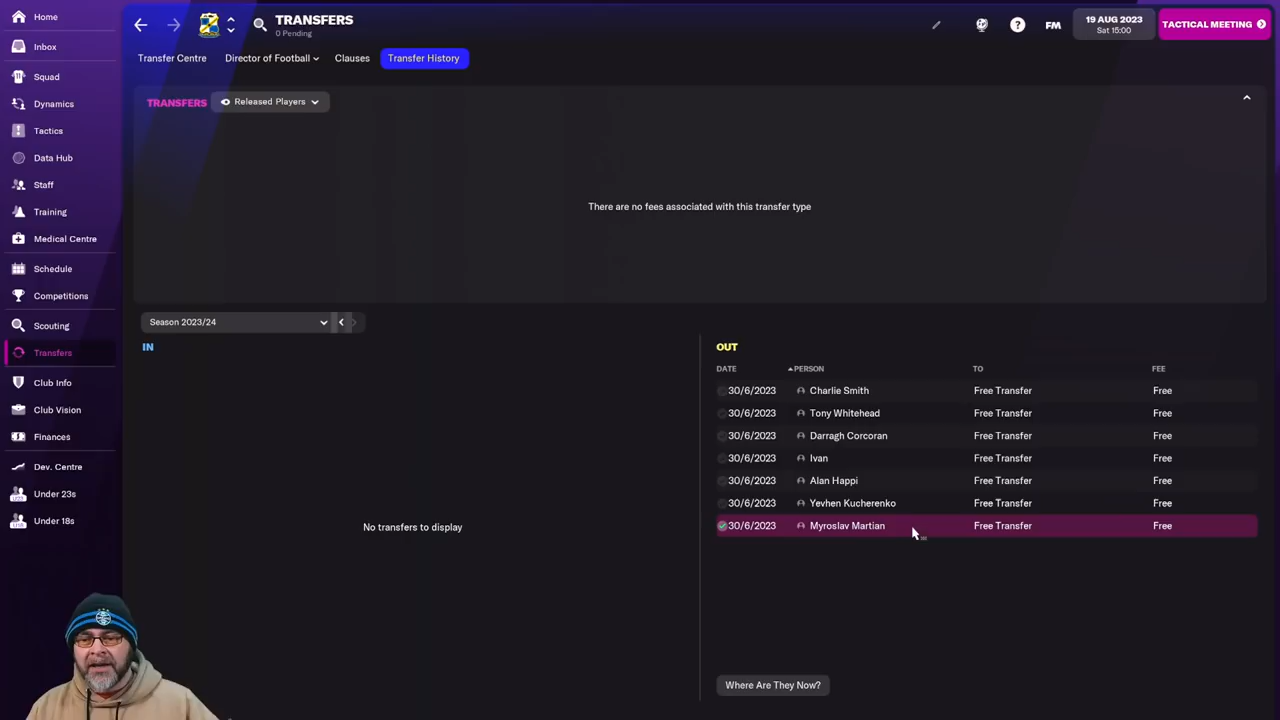 Home
Inbox
Squad
Dynamics
Tactics
Data Hub
Staff
Training
Medical Centre
Schedule
Competitions
Scouting
Transfers
Club Info
Club Vision
Finances
Dev. Centre
Under 23s
Under 18s
TRANSFERS
0 Pending
FM
19 AUG 2023
Sat 15:00
TACTICAL MEETING
Transfer Centre
Director of Football
Clauses
Transfer History
TRANSFERS
Released Players
There are no fees associated with this transfer type
Season 2023/24
IN
No transfers to display
OUT
DATE PERSON TO FEE
30/6/2023 Charlie Smith Free Transfer Free
30/6/2023 Tony Whitehead Free Transfer Free
30/6/2023 Darragh Corcoran Free Transfer Free
30/6/2023 Ivan Free Transfer Free
30/6/2023 Alan Happi Free Transfer Free
30/6/2023 Yevhen Kucherenko Free Transfer Free
30/6/2023 Myroslav Martian Free Transfer Free
Where Are They Now?